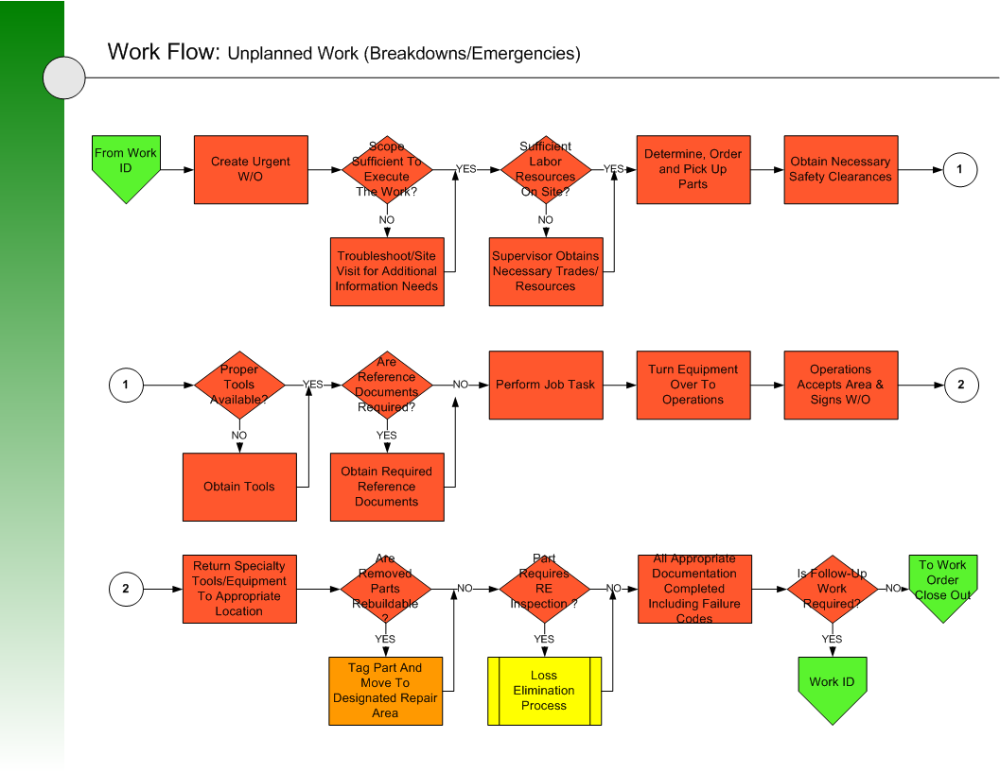 Work Flow: Unplanned Work (Breakdowns/Emergencies)
From Work
ID
Create Urgent
W/O
Scope
Sufficient To
Execute
The Work?
YES
NO
Troubleshoot/Site
Visit for Additional
Information Needs
Sufficient
Labor
Resources
On Site?
YES
NO
Supervisor Obtains
Necessary Trades/
Resources
Determine, Order
and Pick Up
Parts
Obtain Necessary
Safety Clearances
1
1
Proper
Tools
Available?
YES
NO
Obtain Tools
Are
Reference
Documents
Required?
NO
YES
Obtain Required
Reference
Documents
Perform Job Task
Turn Equipment
Over To
Operations
Operations
Accepts Area &
Signs W/O
2
2
Return Specialty
Tools/Equipment
To Appropriate
Location
Are
Removed
Parts
Rebuildable
?
NO
YES
Tag Part And
Move To
Designated Repair
Area
Part
Requires
RE
Inspection ?
NO
YES
Loss
Elimination
Process
All Appropriate
Documentation
Completed
Including Failure
Codes
Is Follow-Up
Work
Required?
NO
YES
Work ID
To Work
Order
Close Out